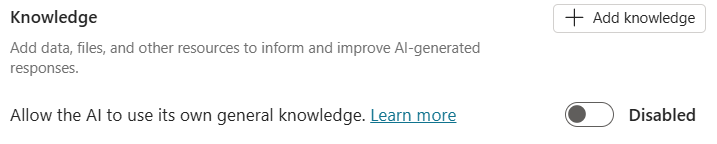 Knowledge
+ Add knowledge
Add data, files, and other resources to inform and improve AI-generated
responses.
Allow the AI to use its own general knowledge. Learn more
Disabled